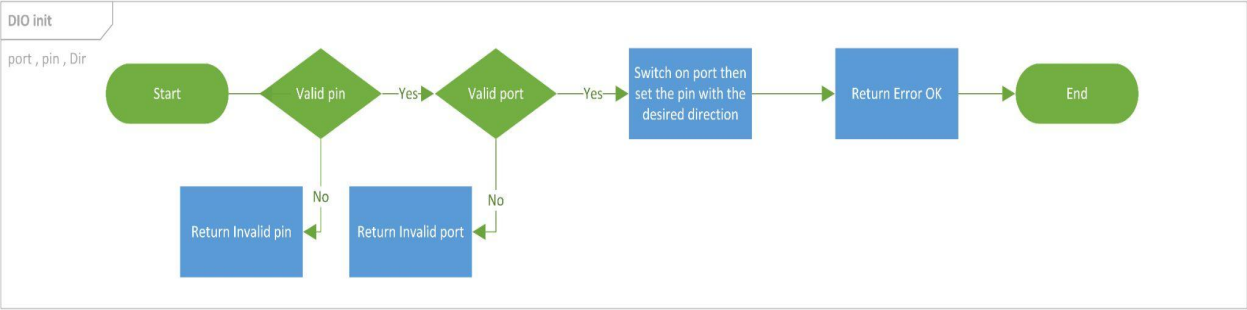 DIO init
port , pin , Dir
Start
Valid pin
Yes
Valid port
Yes
Switch on port then
set the pin with the
desired direction
Return Error OK
End
No
No
Return Invalid pin
Return Invalid port